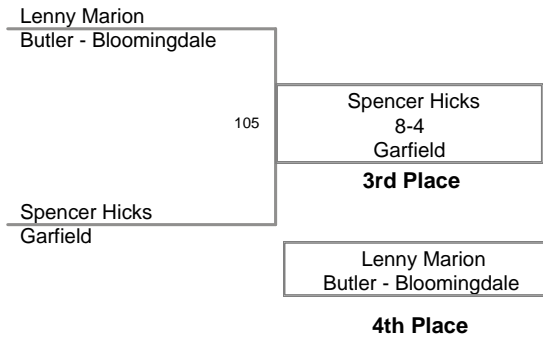 Lenny Marion
Butler - Bloomingdale
105
Spencer Hicks
8-4
Garfield
3rd Place
Spencer Hicks
Garfield
Lenny Marion
Butler - Bloomingdale
4th Place